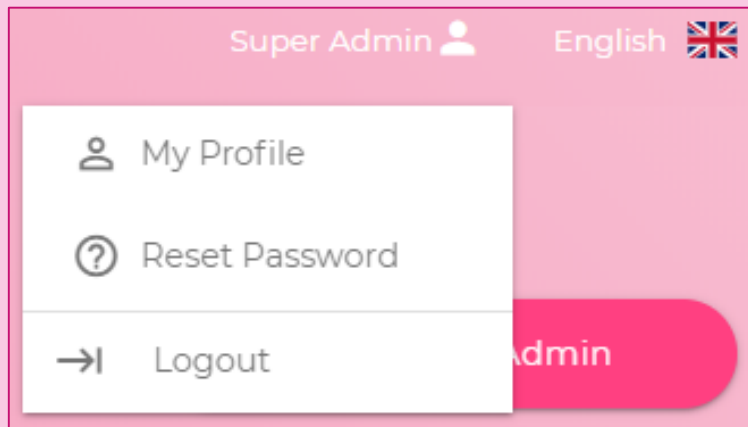 Super Admin English
My Profile
Reset Password
Logout
Admin